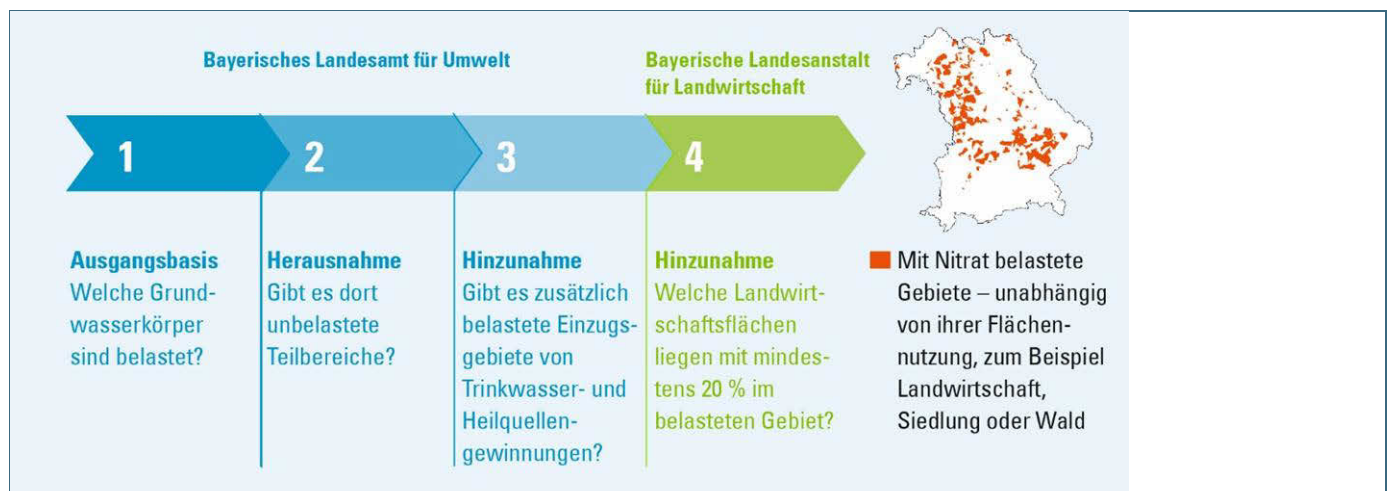 Bayerisches Landesamt für Umwelt
Bayerische Landesanstalt
für Landwirtschaft
1
2
3
4
Ausgangsbasis
Welche Grund-
wasserkörper
sind belastet?
Herausnahme
Gibt es dort
unbelastete
Teilbereiche?
Hinzunahme
Gibt es zusätzlich
belastete Einzugs-
gebiete von
Trinkwasser- und
Heilquellen-
gewinnungen?
Hinzunahme
Welche Landwirt-
schaftsflächen
liegen mit mindes-
tens 20 % im
belasteten Gebiet?
Mit Nitrat belastete
Gebiete – unabhängig
von ihrer Flächen-
nutzung, zum Beispiel
Landwirtschaft,
Siedlung oder Wald